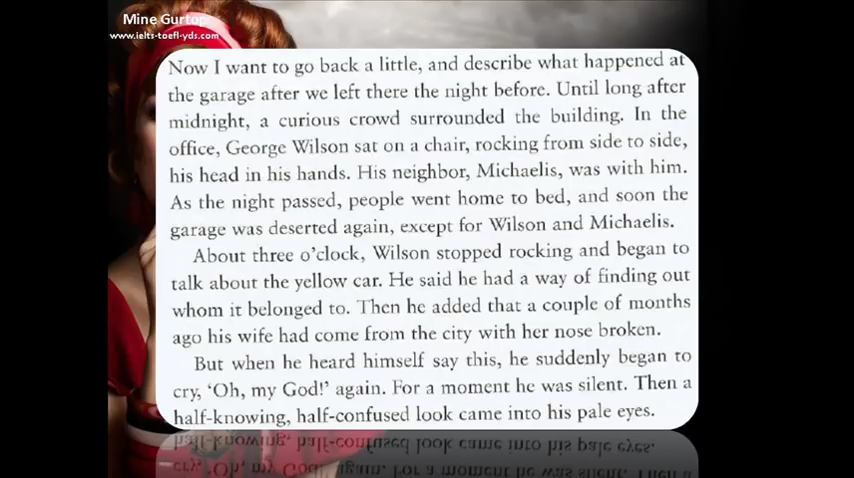 Mine Gurtop
www.ielts-toefl-yds.com
Now I want to go back a little, and describe what happened at
the garage after we left there the night before. Until long after
midnight, a curious crowd surrounded the building. In the
office, George Wilson sat on a chair, rocking from side to side,
his head in his hands. His neighbor, Michaelis, was with him.
As the night passed, people went home to bed, and soon the
garage was deserted again, except for Wilson and Michaelis.
About three o'clock, Wilson stopped rocking and began to
talk about the yellow car. He said he had a way of finding out
whom it belonged to. Then he added that a couple of months
ago his wife had come from the city with her nose broken.
But when he heard himself say this, he suddenly began to
cry, 'Oh, my God!' again. For a moment he was silent. Then a
half-knowing, half-confused look came into his pale eyes.